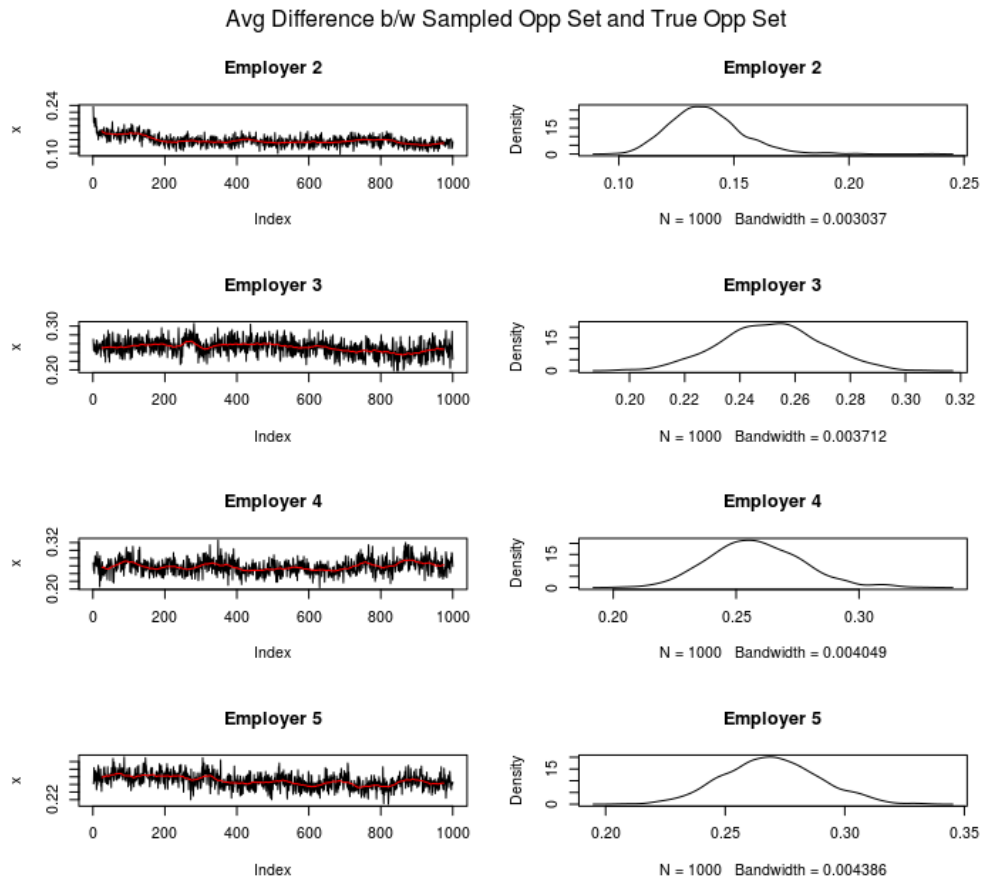 Avg Difference b/w Sampled Opp Set and True Opp Set
Employer 2
x
0.10 0.24
0 200 400 600 800 1000
Index
Employer 2
Density
0 15
0.10 0.15 0.20 0.25
N = 1000 Bandwidth = 0.003037
Employer 3
x
0.20 0.30
0 200 400 600 800 1000
Index
Employer 3
Density
0 15
0.20 0.22 0.24 0.26 0.28 0.30 0.32
N = 1000 Bandwidth = 0.003712
Employer 4
x
0.20 0.32
0 200 400 600 800 1000
Index
Employer 4
Density
0 15
0.20 0.25 0.30
N = 1000 Bandwidth = 0.004049
Employer 5
x
0.22
0 200 400 600 800 1000
Index
Employer 5
Density
0 15
0.20 0.25 0.30 0.35
N = 1000 Bandwidth = 0.004386